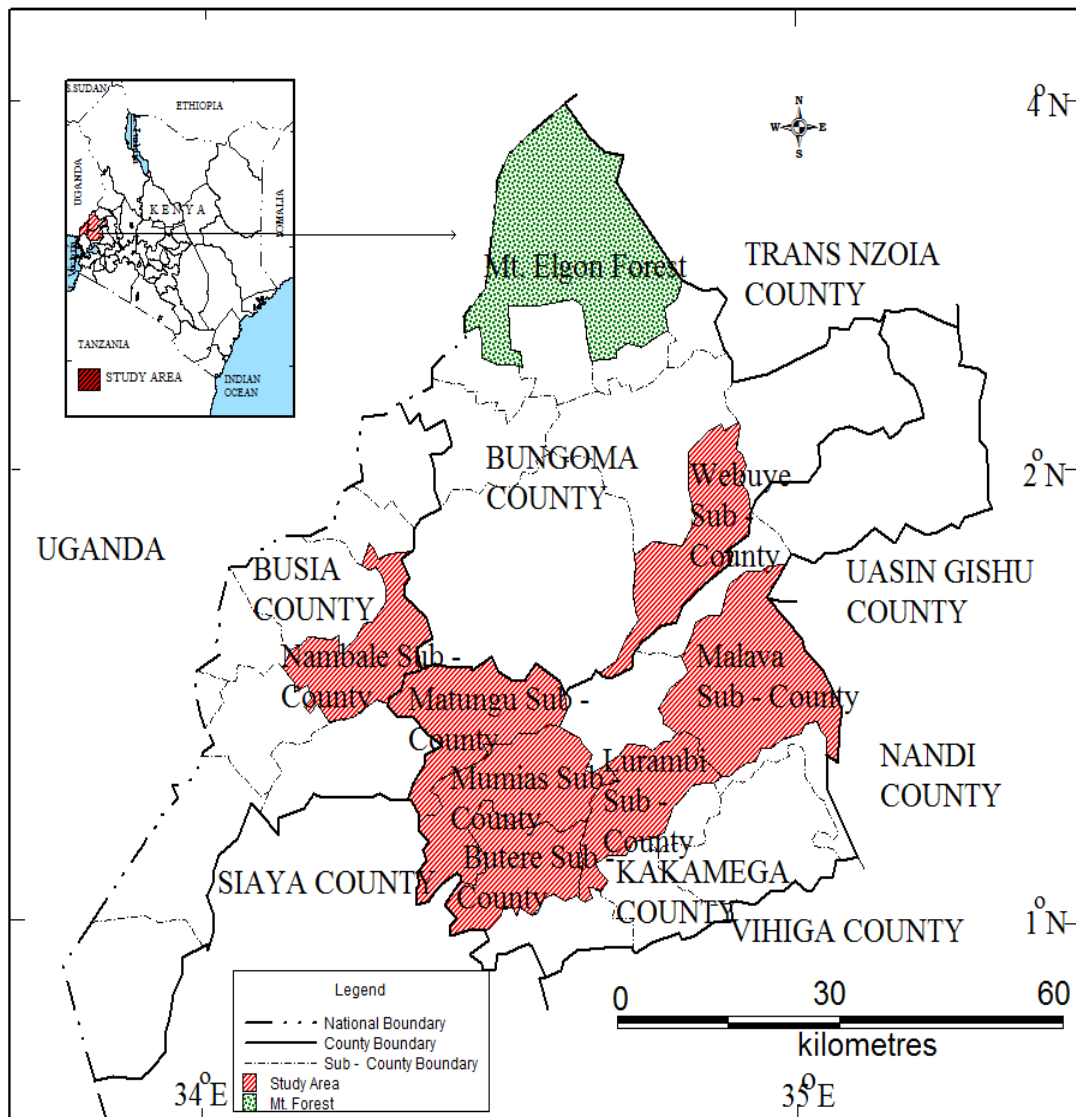 S.SUDAN
ETHIOPIA
UGANDA
KENYA
SOMALIA
TANZANIA
STUDY AREA
INDIAN
OCEAN
N
W
E
S
4°N
Mt. Elgon Forest
TRANS NZOIA
COUNTY
BUNGOMA
COUNTY
Webuye
Sub -
County
2°N
UGANDA
BUSIA
COUNTY
UASIN GISHU
COUNTY
Nambale Sub -
County
Matungu Sub -
County
Malava
Sub - County
Mumias Sub -
County
Lurambi
Sub -
County
NANDI
COUNTY
Butere Sub -
County
SIAYA COUNTY
KAKAMEGA
COUNTY
VIHIGA COUNTY
1°N
Legend
National Boundary
County Boundary
Sub - County Boundary
Study Area
Mt. Forest
0 30 60
kilometres
34°E
35°E